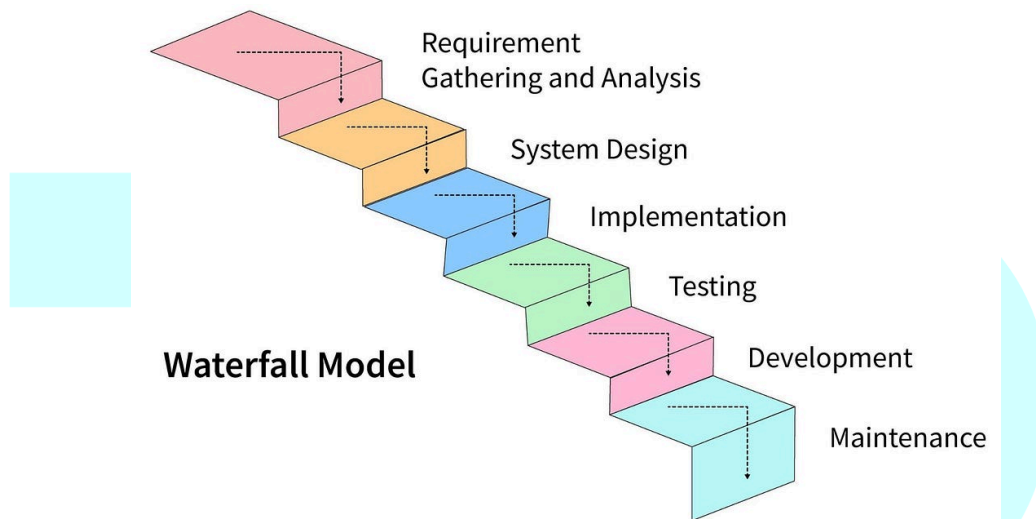 Requirement
Gathering and Analysis
System Design
Implementation
Testing
Development
Maintenance
Waterfall Model